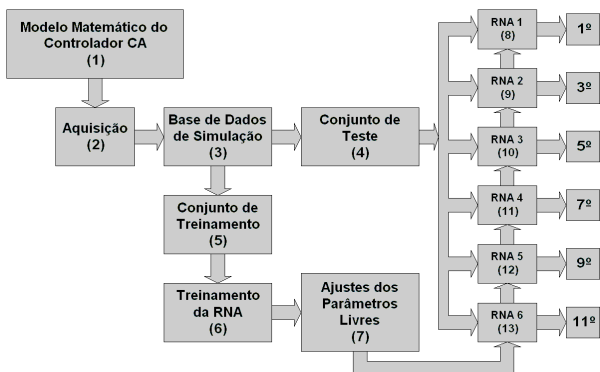 Modelo Matemático do
Controlador CA
(1)
Aquisição
(2)
Base de Dados
de Simulação
(3)
Conjunto de
Teste
(4)
Conjunto de
Treinamento
(5)
Treinamento
da RNA
(6)
Ajustes dos
Parâmetros
Livres
(7)
RNA 1
(8)
1º
RNA 2
(9)
3º
RNA 3
(10)
5º
RNA 4
(11)
7º
RNA 5
(12)
9º
RNA 6
(13)
11º